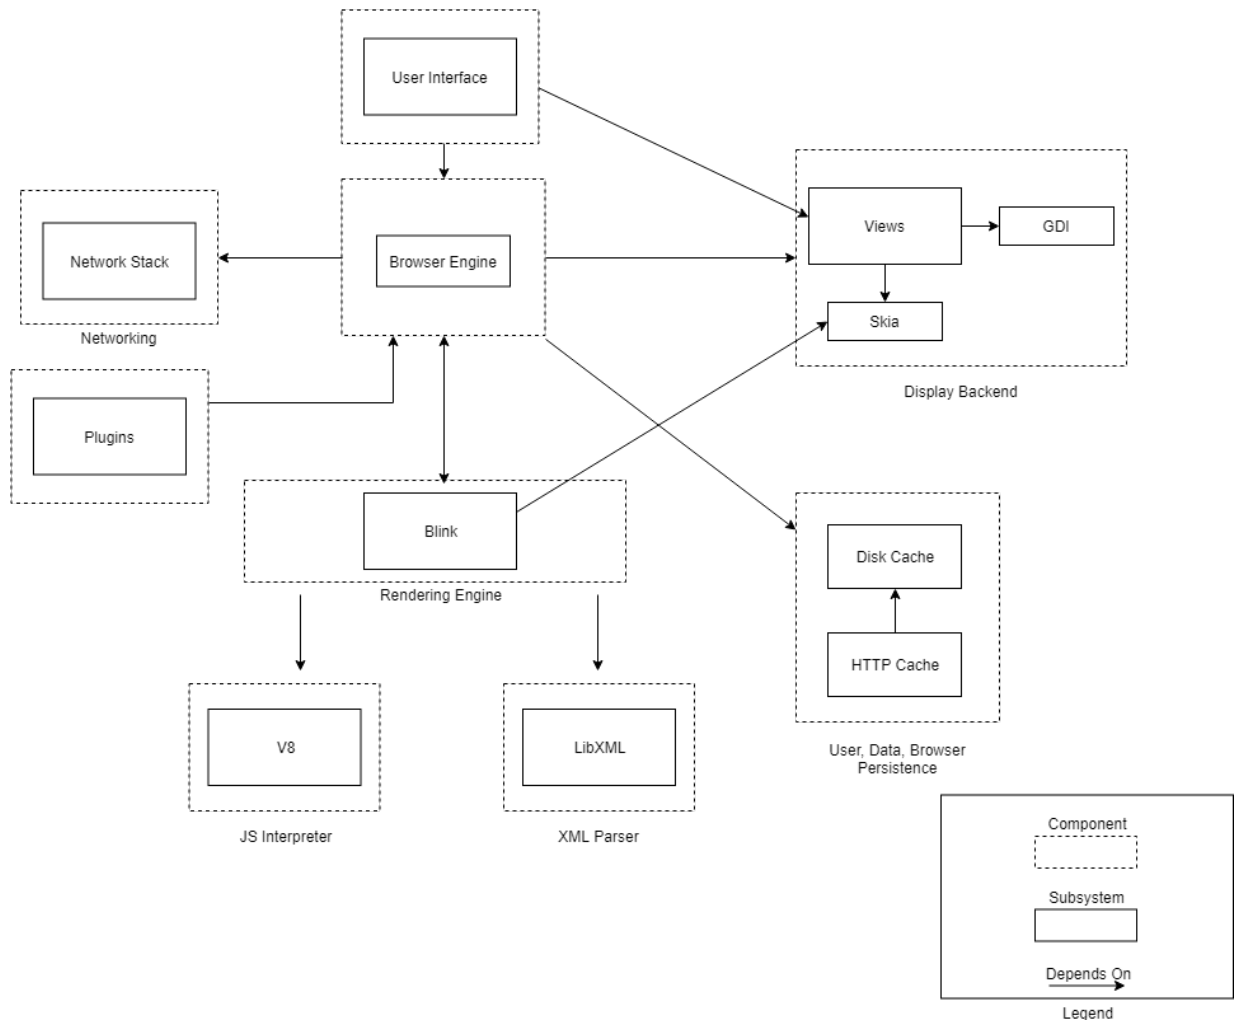 User Interface
Views
GDI
Network Stack
Browser Engine
Skia
Networking
Display Backend
Plugins
Blink
Disk Cache
Rendering Engine
HTTP Cache
V8
LibXML
User, Data, Browser
Persistence
JS Interpreter
XML Parser
Component
Subsystem
Depends On
Legend